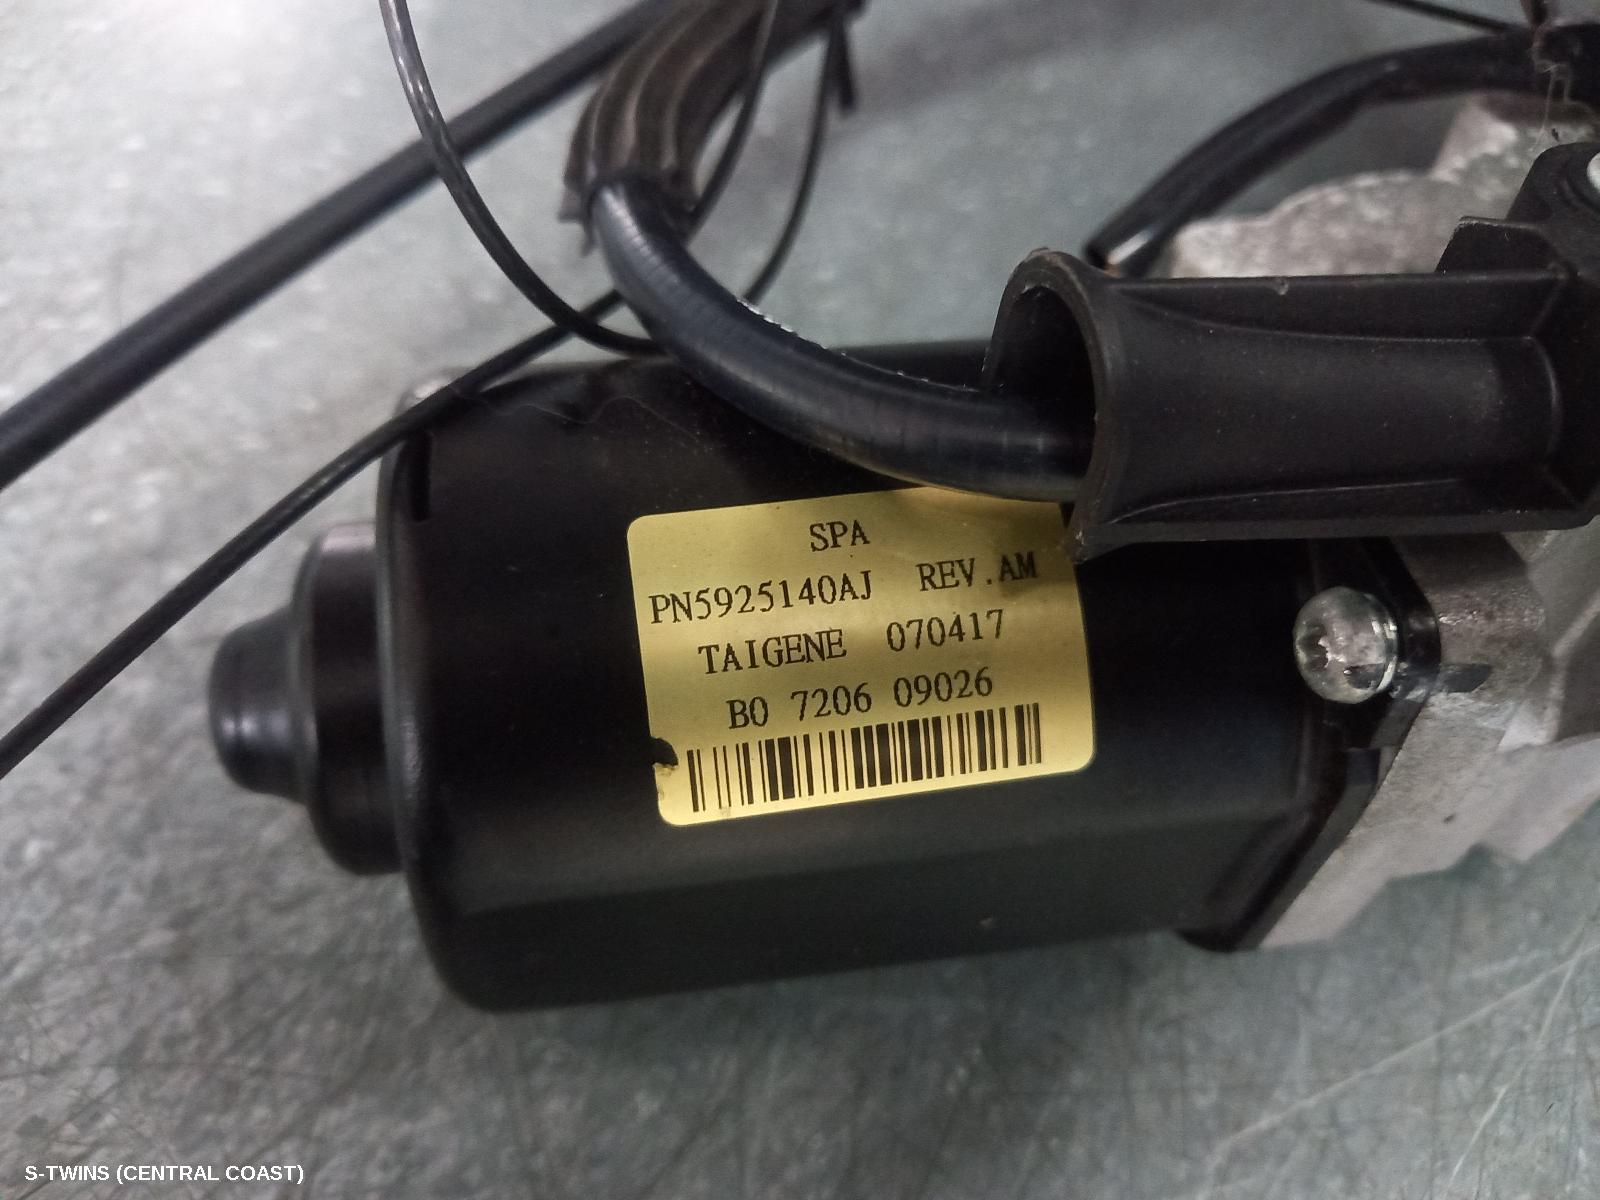 SPA
PN5925140AJ REV.AM
TAIGENE 070417
B0 7206 09026
S-TWINS (CENTRAL COAST)